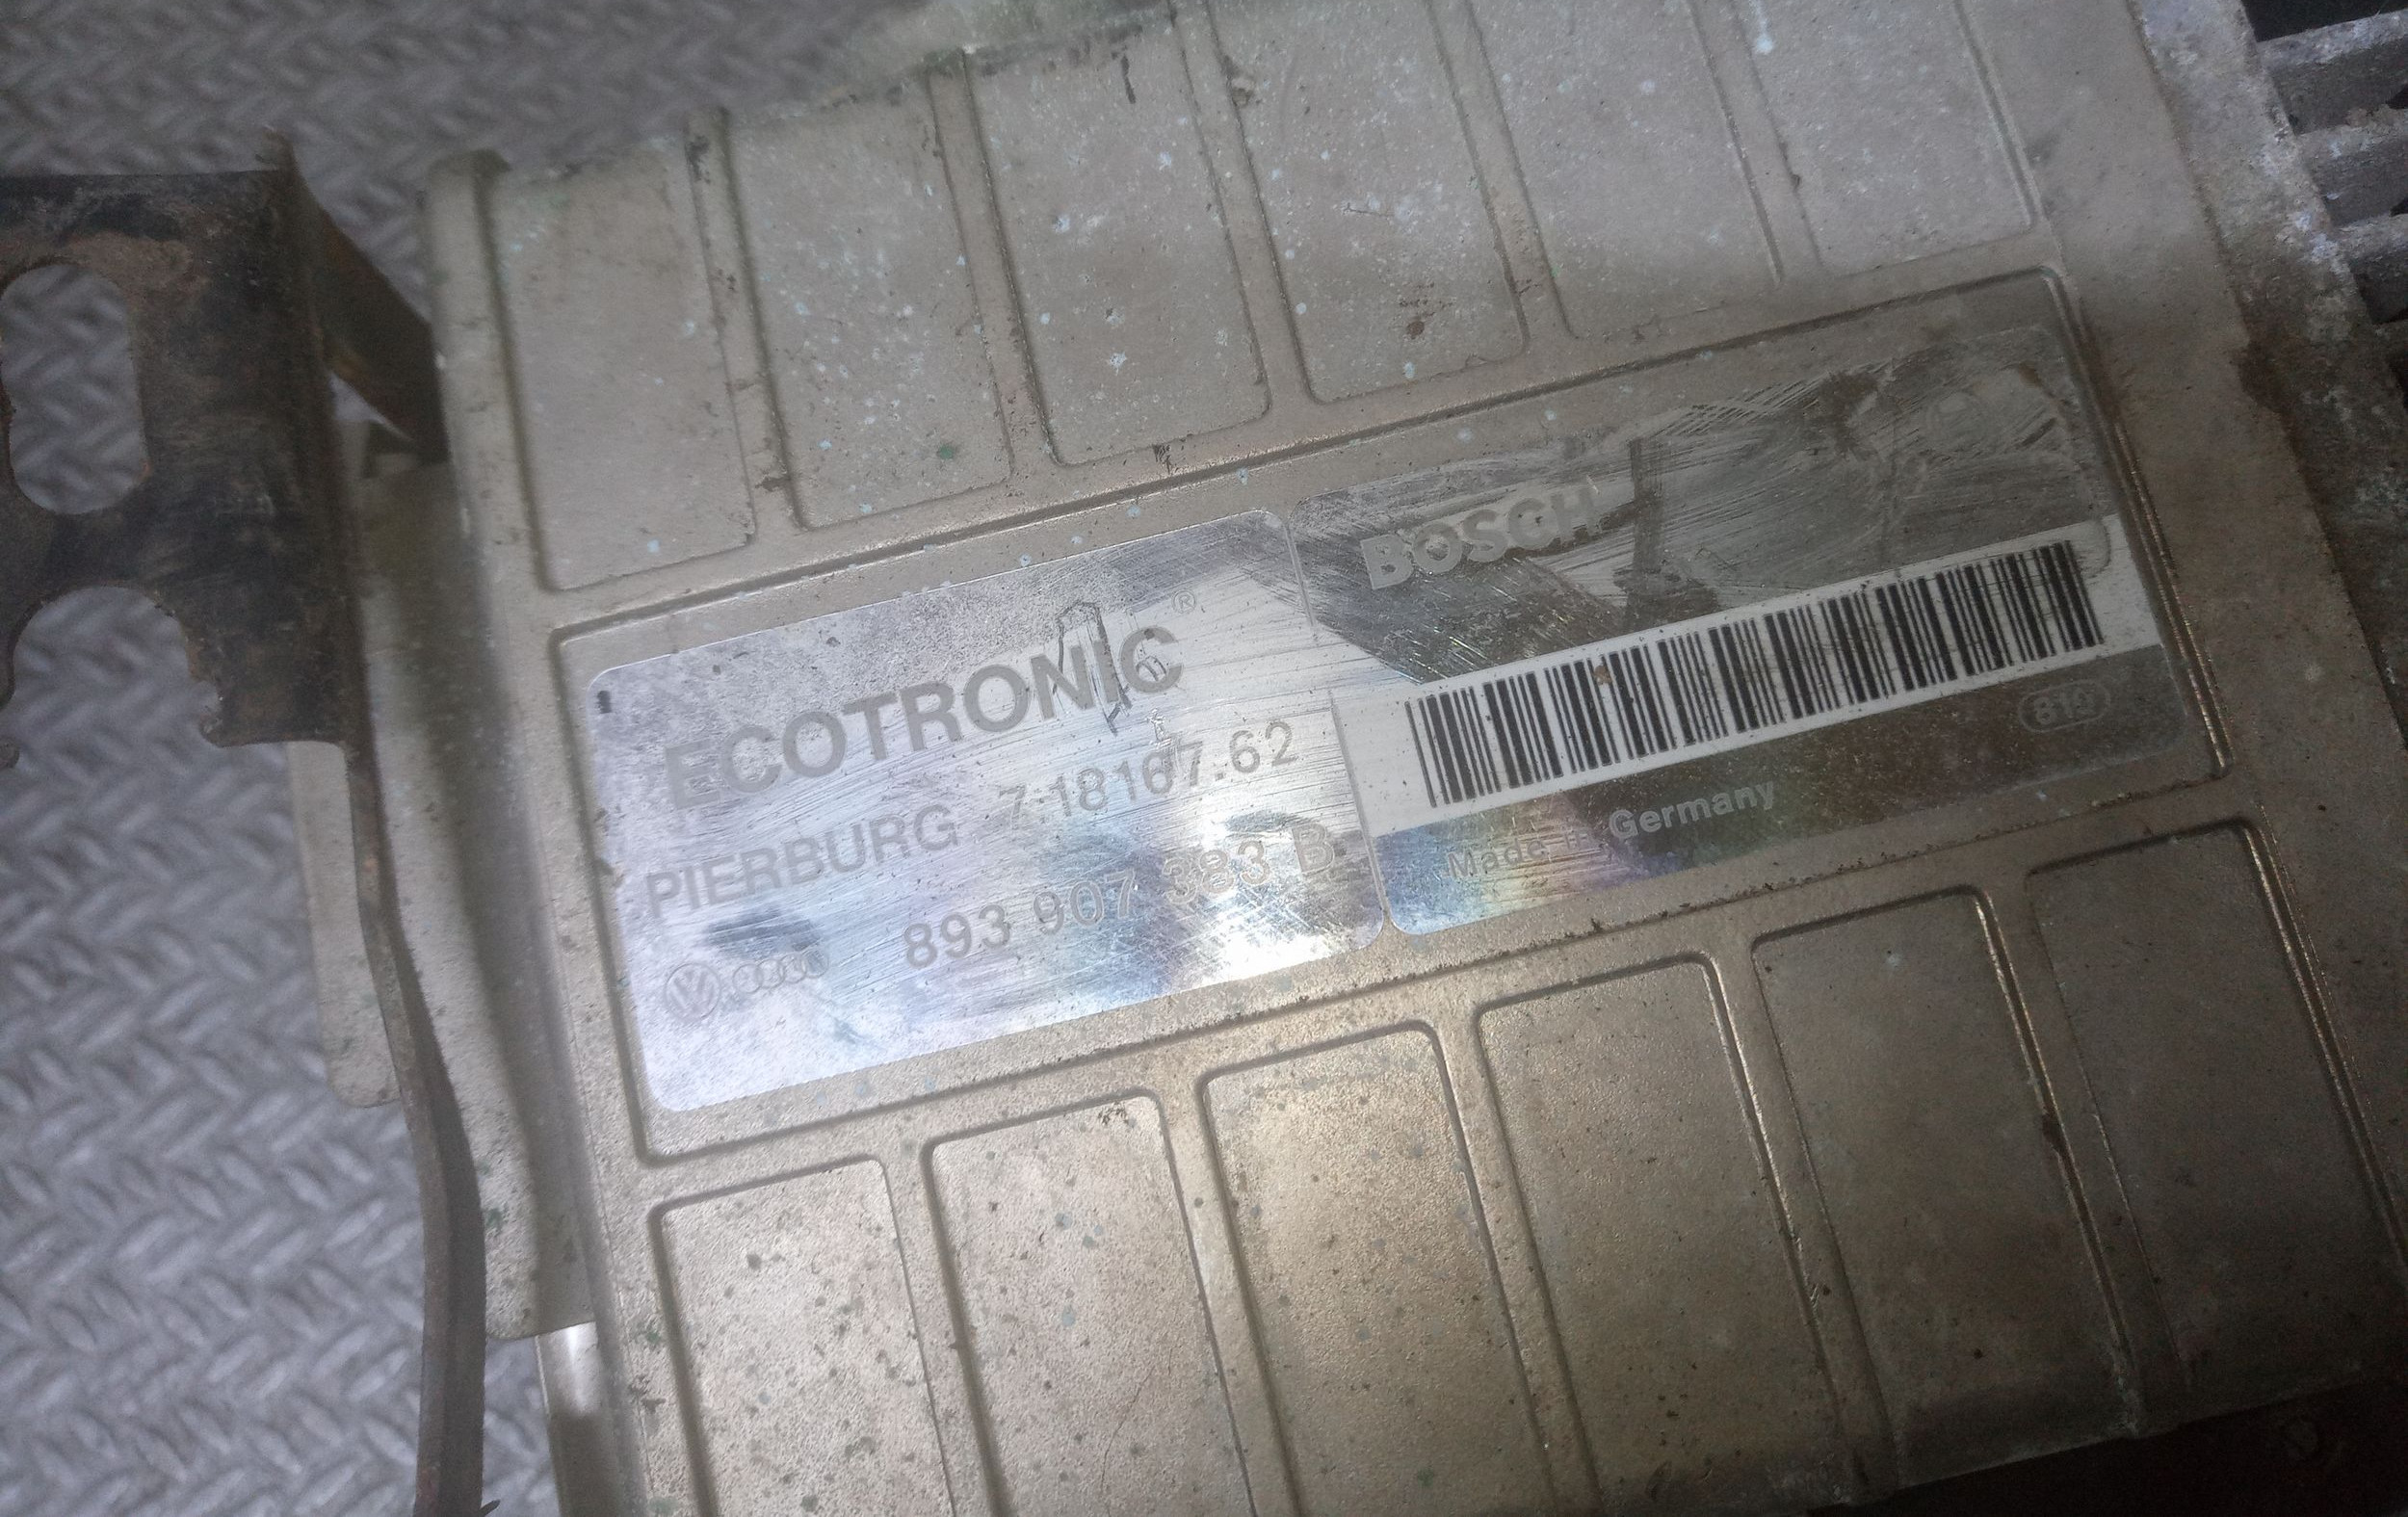 ECOTRONIC®
PIERBURG 7.18167.62
893 907 383 B
BOSCH
Made in Germany